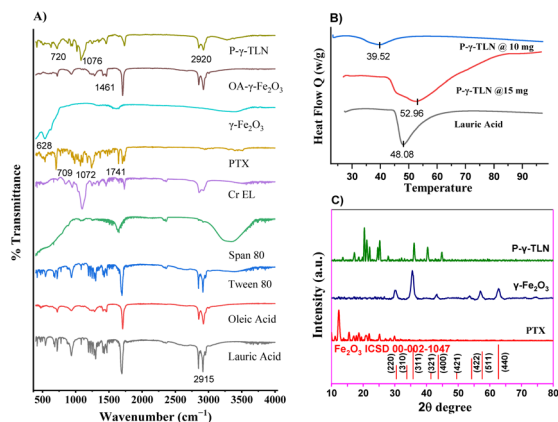 A)
P-γ-TLN
720
1076
2920
OA-γ-Fe2O3
1461
γ-Fe2O3
628
PTX
709
1072
1741
Cr EL
Span 80
Tween 80
Oleic Acid
Lauric Acid
2915
% Transmittance
500
1000
1500
2000
2500
3000
3500
4000
Wavenumber (cm−1)
B)
39.52
P-γ-TLN @ 10 mg
P-γ-TLN @15 mg
52.96
Lauric Acid
48.08
Heat Flow Q (w/g)
30
40
50
60
70
80
90
Temperature
C)
P-γ-TLN
γ-Fe2O3
PTX
Fe2O3 ICSD 00-002-1047
(220)
(310)
(311)
(321)
(400)
(421)
(422)
(511)
(440)
Intensity (a.u.)
10
20
30
40
50
60
70
80
2θ degree